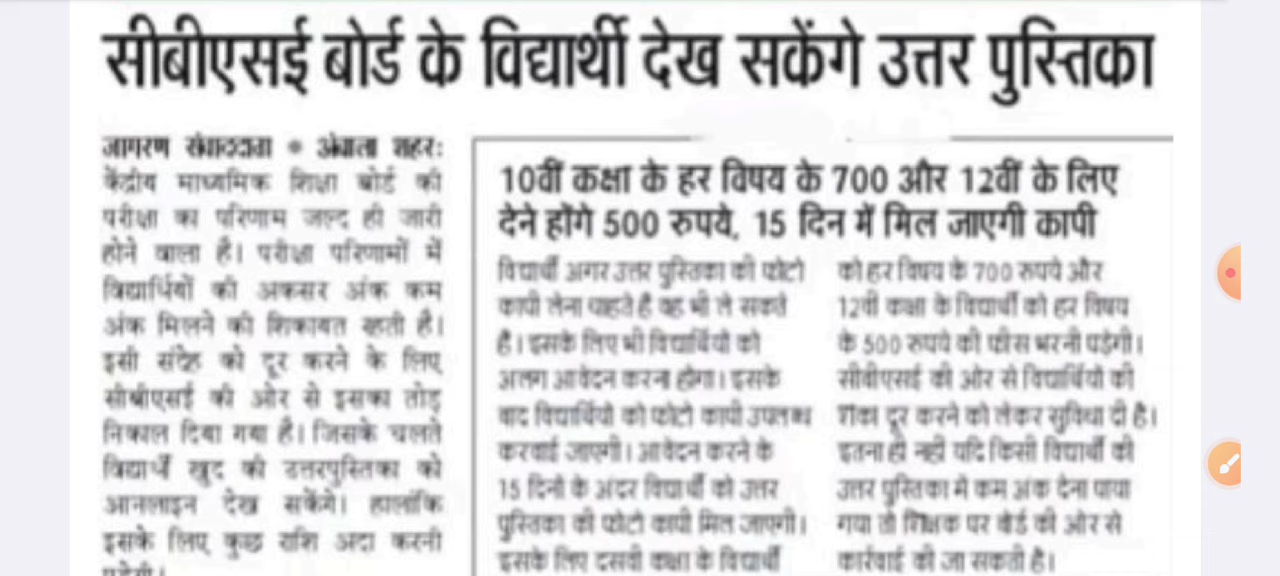 सीबीएसई बोर्ड के विद्यार्थी देख सकेंगे उत्तर पुस्तिका
जागरण संवाददाता • अंबाला शहर:
केंद्रीय माध्यमिक शिक्षा बोर्ड की
परीक्षा का परिणाम जल्द ही जारी
होने वाला है। परीक्षा परिणामों में
विद्यार्थियों की अकसर अंक कम
अंक मिलने की शिकायत रहती है।
इसी संदेह को दूर करने के लिए
सीबीएसई की ओर से इसका तोड़
निकाल दिया गया है। जिसके चलते
विद्यार्थी खुद की उत्तरपुस्तिका को
आनलाइन देख सकेंगे। हालांकि
इसके लिए कुछ राशि अदा करनी
पड़ेगी।
10वीं कक्षा के हर विषय के 700 और 12वीं के लिए
देने होंगे 500 रुपये, 15 दिन में मिल जाएगी कापी
विद्यार्थी अगर उत्तर पुस्तिका की फोटो
कापी लेना चाहते है वह भी ले सकते
है। इसके लिए भी विद्यार्थियों को
अलग आवेदन करना होगा। इसके
बाद विद्यार्थियों को फोटो कापी उपलब्ध
करवाई जाएगी। आवेदन करने के
15 दिनों के अंदर विद्यार्थी को उत्तर
पुस्तिका की फोटो कापी मिल जाएगी।
इसके लिए दसवीं कक्षा के विद्यार्थी
को हर विषय के 700 रुपये और
12वीं कक्षा के विद्यार्थी को हर विषय
के 500 रुपये की फीस भरनी पड़ेगी।
सीबीएसई की ओर से विद्यार्थियों की
शंका दूर करने को लेकर सुविधा दी है।
इतना ही नहीं यदि किसी विद्यार्थी की
उत्तर पुस्तिका में कम अंक देना पाया
गया तो शिक्षक पर बोर्ड की ओर से
कार्रवाई की जा सकती है।